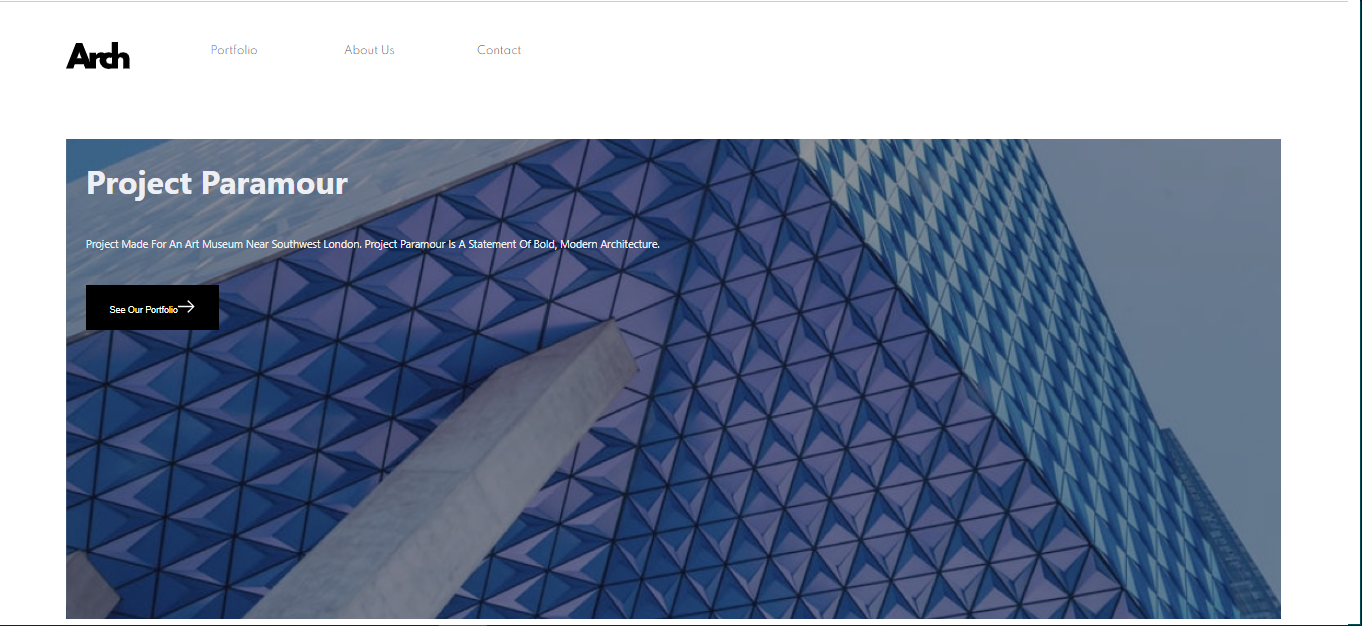 Arch
Portfolio
About Us
Contact
Project Paramour
Project Made For An Art Museum Near Southwest London. Project Paramour Is A Statement Of Bold, Modern Architecture.
See Our Portfolio